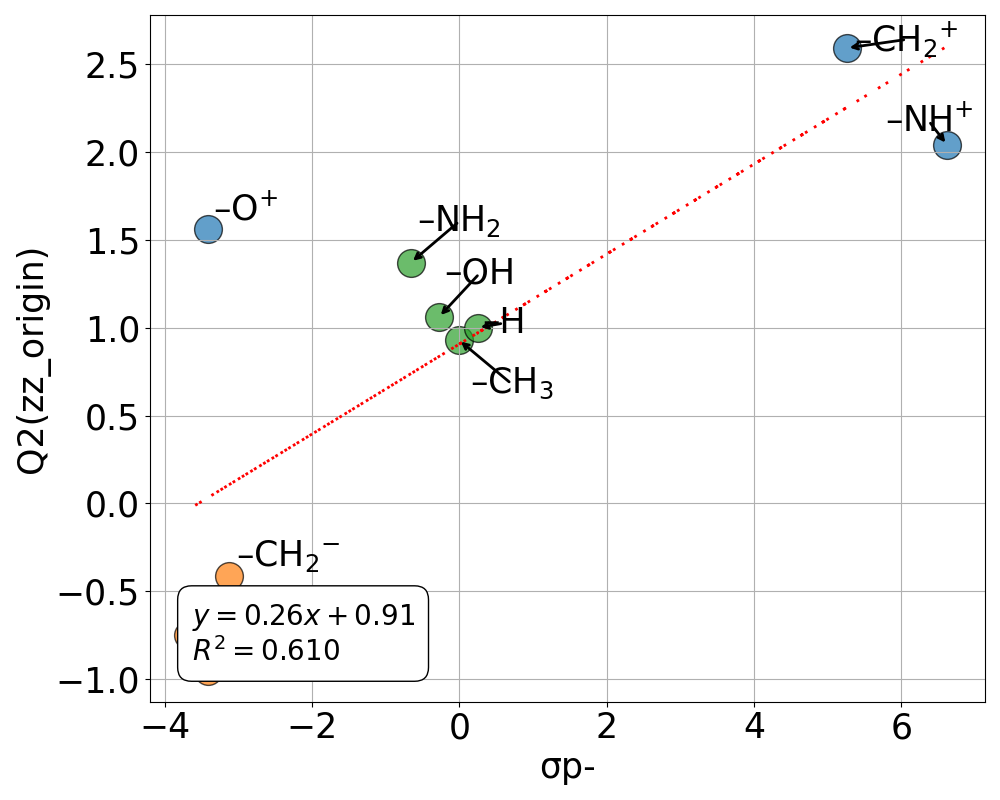 2.5
2.0
1.5
1.0
0.5
0.0
−0.5
−1.0
Q2(zz_origin)
–CH₂⁺
–NH⁺
–O⁺
–NH₂
–OH
–H
–CH₃
–CH₂⁻
y = 0.26x + 0.91
R² = 0.610
−4 −2 0 2 4 6
σp-